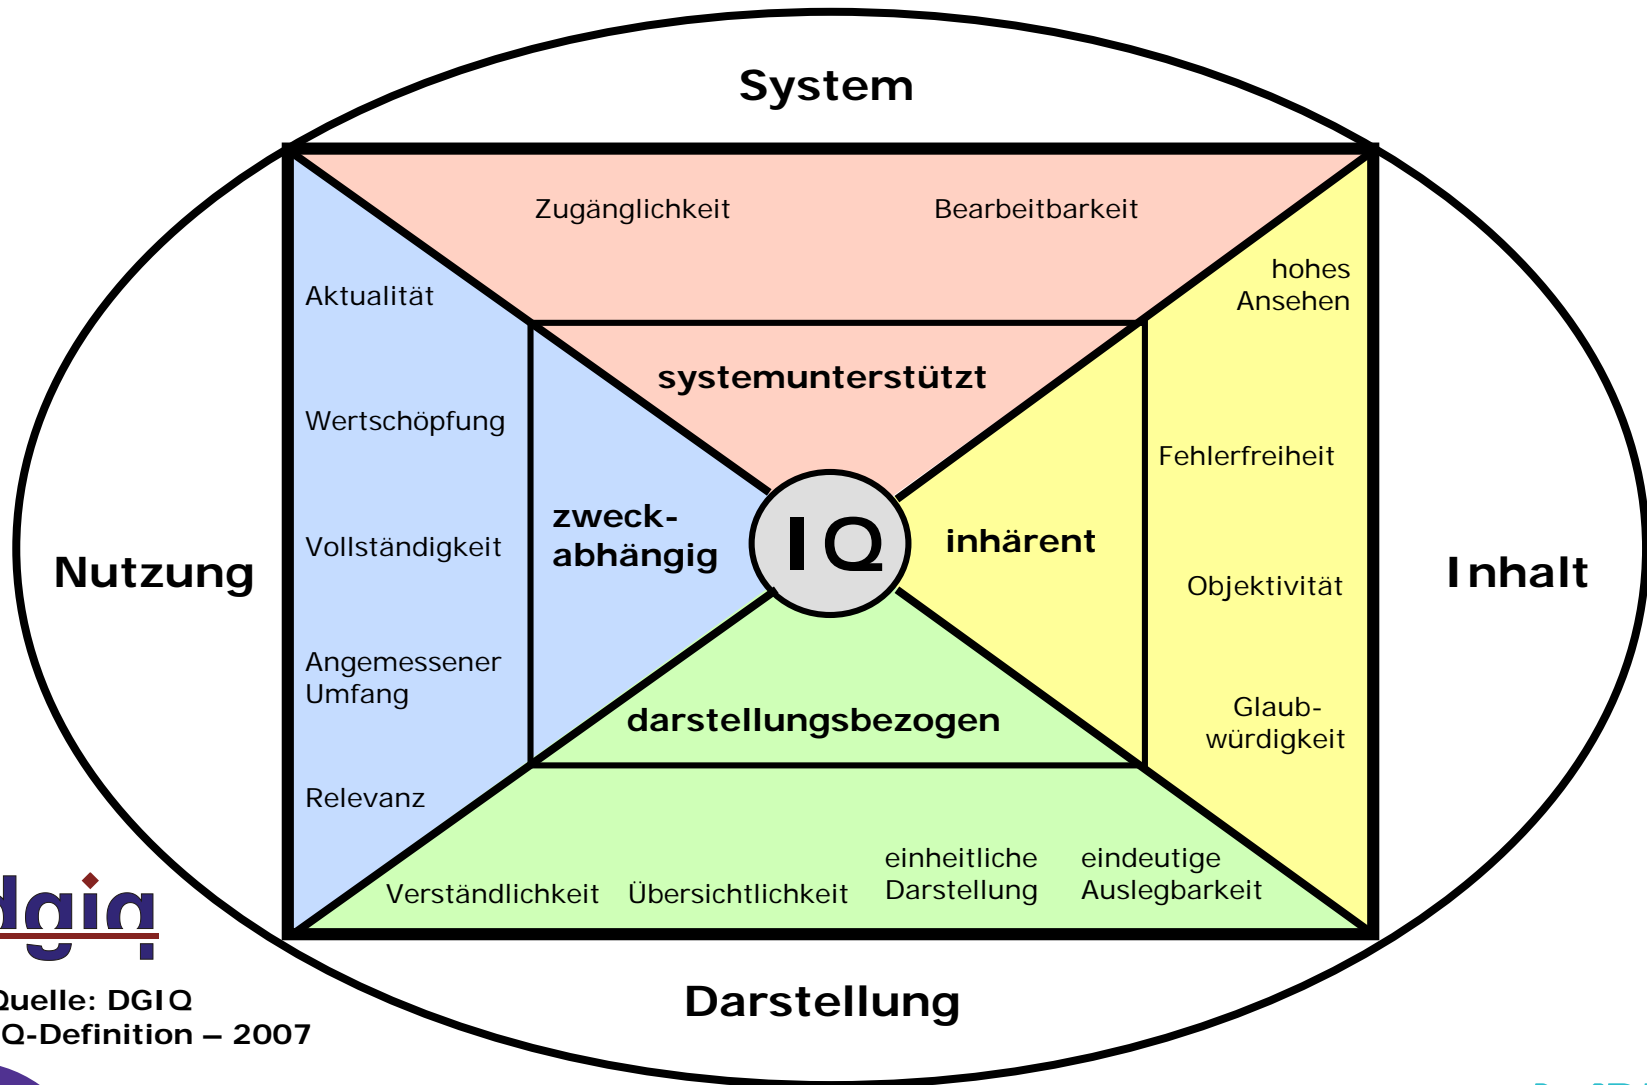 System
Zugänglichkeit
Bearbeitbarkeit
hohes
Ansehen
Aktualität
systemunterstützt
Wertschöpfung
Fehlerfreiheit
zweck-
abhängig
IQ
inhärent
Vollständigkeit
Nutzung
Inhalt
Objektivität
Angemessener
Umfang
darstellungsbezogen
Glaub-
würdigkeit
Relevanz
einheitliche
Darstellung
eindeutige
Auslegbarkeit
Verständlichkeit
Übersichtlichkeit
dgiq
Quelle: DGIQ
Q-Definition – 2007
Darstellung